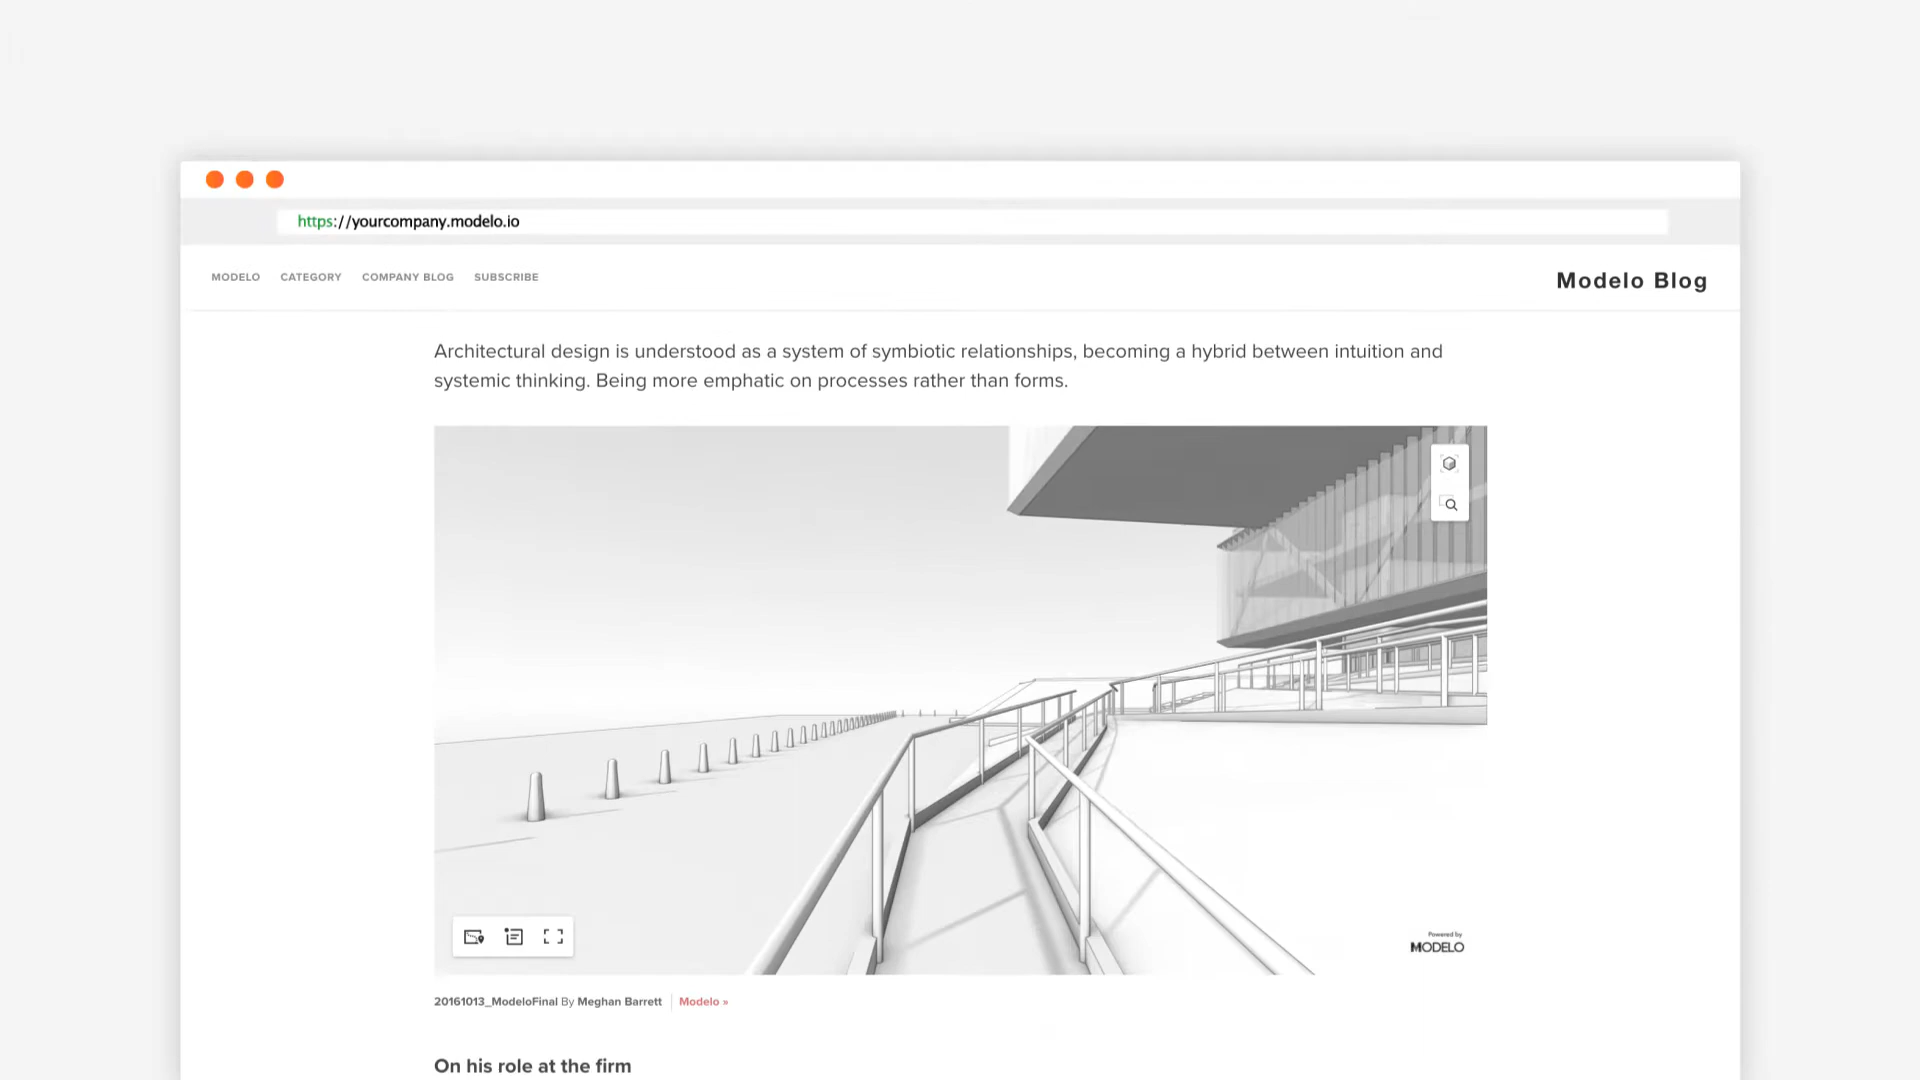 https://yourcompany.modelo.io
MODELO CATEGORY COMPANY BLOG SUBSCRIBE
Modelo Blog
Architectural design is understood as a system of symbiotic relationships, becoming a hybrid between intuition and
systemic thinking. Being more emphatic on processes rather than forms.
Powered by
MODELO
20161013_ModeloFinal By Meghan Barrett Modelo »
On his role at the firm